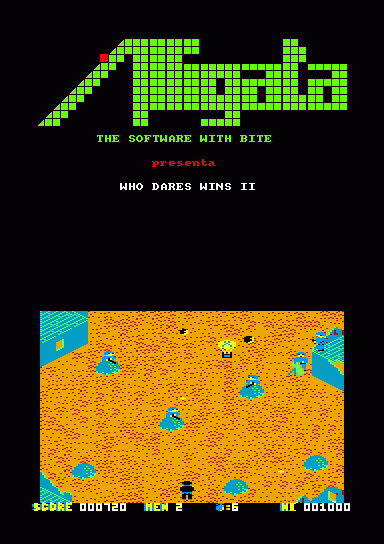 Alligata
THE SOFTWARE WITH BITE
presenta
WHO DARES WINS II
SCORE 000720 MEN 2 :6 HI 001000